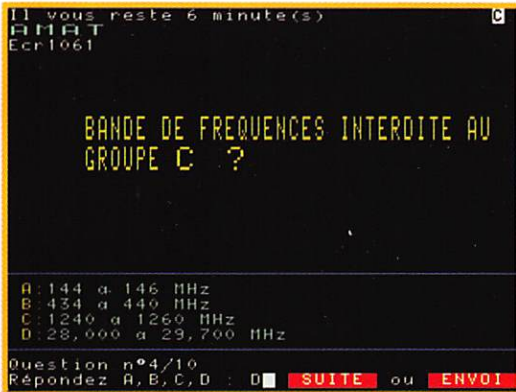 Il vous reste 6 minute(s) C
AMAT
Ecr1061
BANDE DE FREQUENCES INTERDITE AU
GROUPE C ?
A:144 a 146 MHz
B:434 a 440 MHz
C:1240 a 1260 MHz
D:28,000 a 29,700 MHz
Question n°4/10
Répondez A,B,C,D : D SUITE ou ENVOI